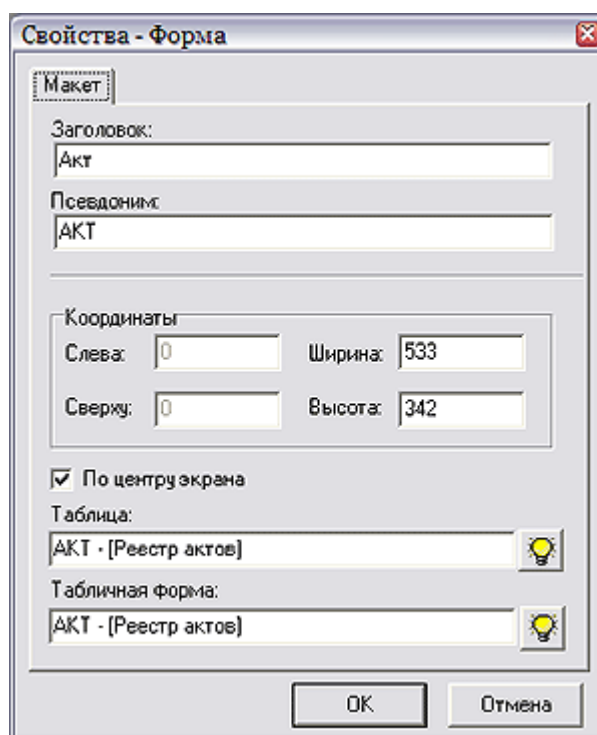 Свойства - Форма
Макет
Заголовок:
Акт
Псевдоним:
АКТ
Координаты
Слева: 0 Ширина: 533
Сверху: 0 Высота: 342
По центру экрана
Таблица:
АКТ - [Реестр актов]
Табличная форма:
АКТ - [Реестр актов]
OK Отмена